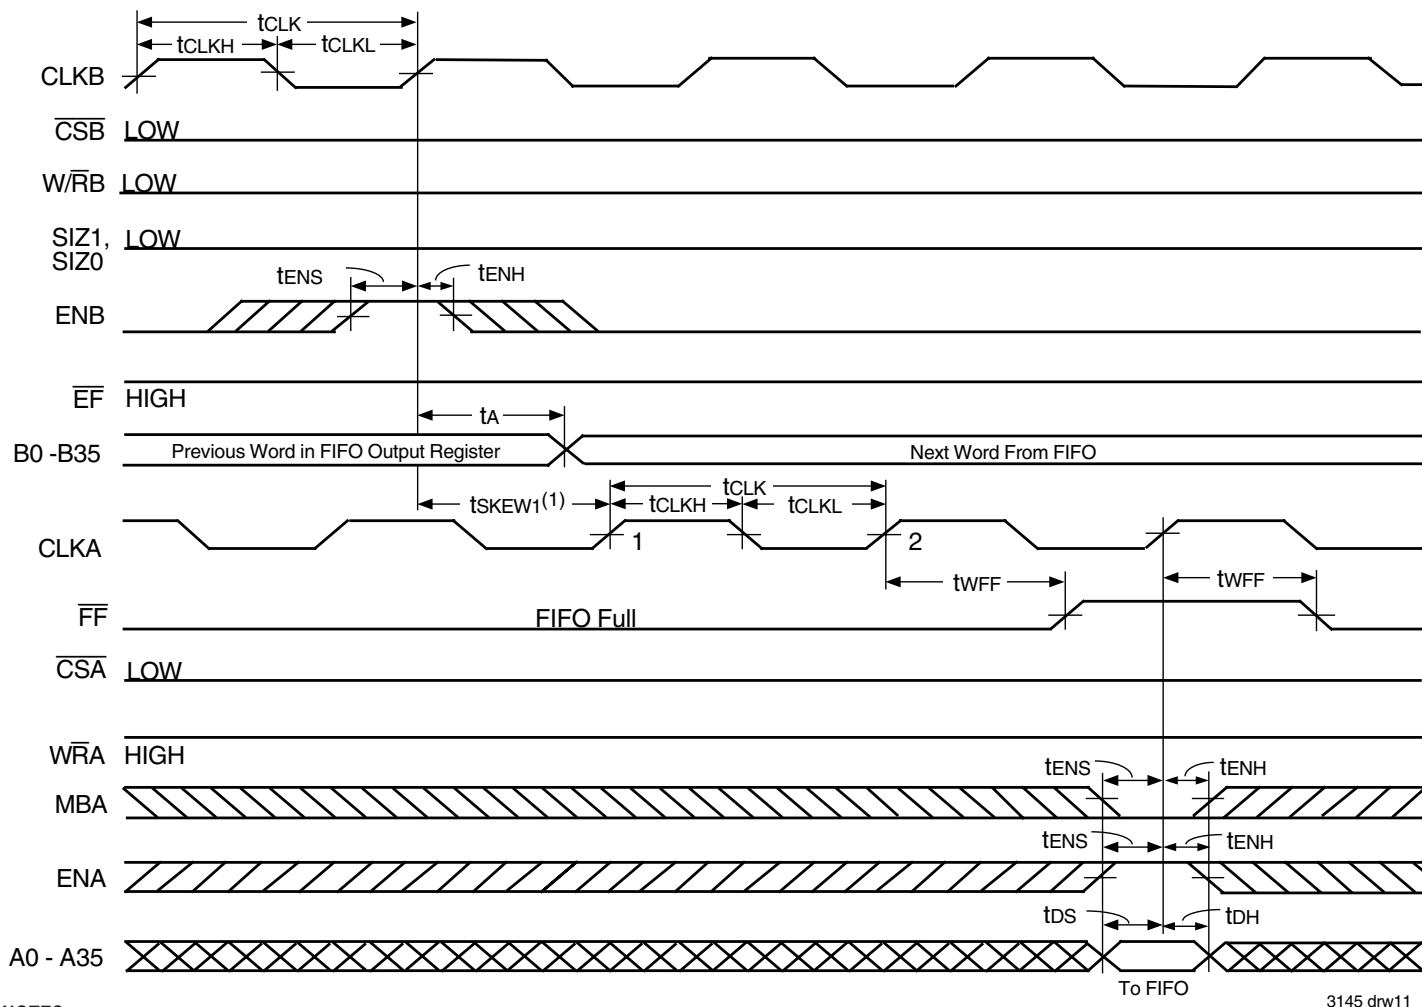 tCLK
tCLKH tCLKL
CLKB
CSB LOW
W/RB LOW
SIZ1, LOW
SIZ0
tENS tENH
ENB
EF HIGH
tA
B0 -B35 Previous Word in FIFO Output Register Next Word From FIFO
tCLK
tSKEW1(1) tCLKH tCLKL
CLKA 1 2
tWFF tWFF
FF FIFO Full
CSA LOW
WRA HIGH
tENS tENH
MBA
tENS tENH
ENA
tDS tDH
A0 - A35
To FIFO
3145 drw11